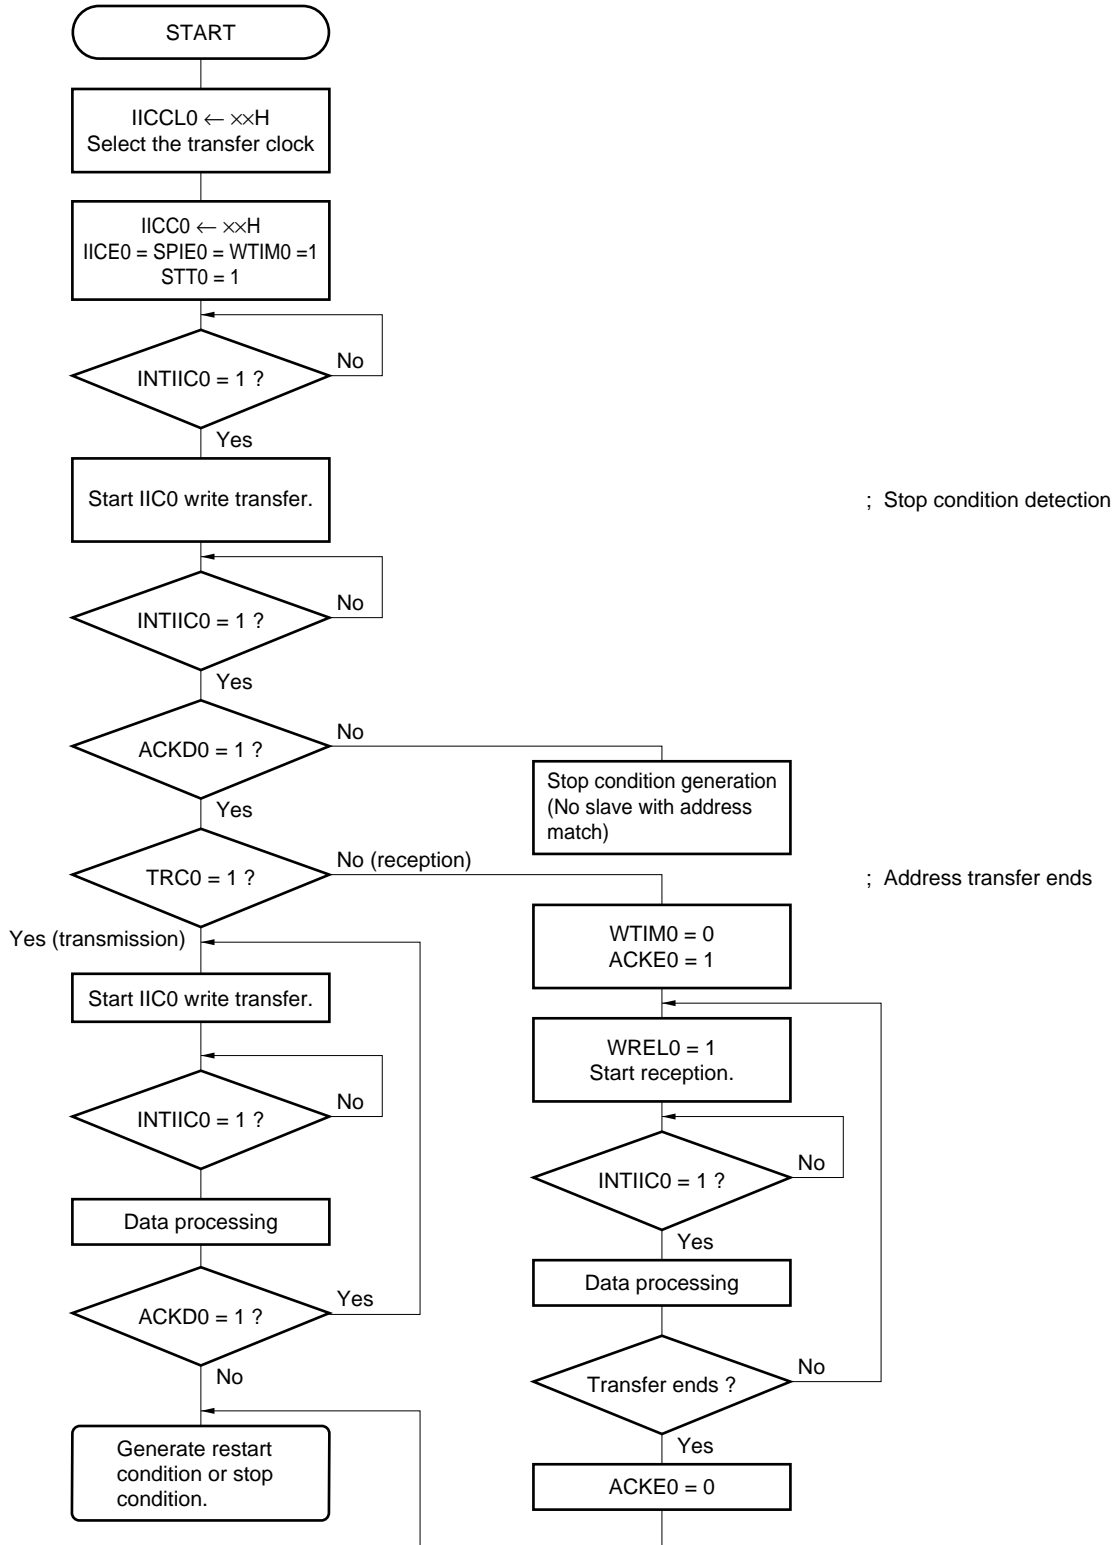 START
IICCL0 ← ××H
Select the transfer clock
IICC0 ← ××H
IICE0 = SPIE0 = WTIM0 =1
STT0 = 1
No
INTIIC0 = 1 ?
Yes
Start IIC0 write transfer.
; Stop condition detection
No
INTIIC0 = 1 ?
Yes
No
ACKD0 = 1 ?
Stop condition generation
(No slave with address
match)
Yes
No (reception)
TRC0 = 1 ?
; Address transfer ends
Yes (transmission)
WTIM0 = 0
ACKE0 = 1
Start IIC0 write transfer.
WREL0 = 1
Start reception.
No
INTIIC0 = 1 ?
No
INTIIC0 = 1 ?
Data processing
Yes
Data processing
Yes
ACKD0 = 1 ?
No
No
Transfer ends ?
Yes
Generate restart
condition or stop
condition.
ACKE0 = 0